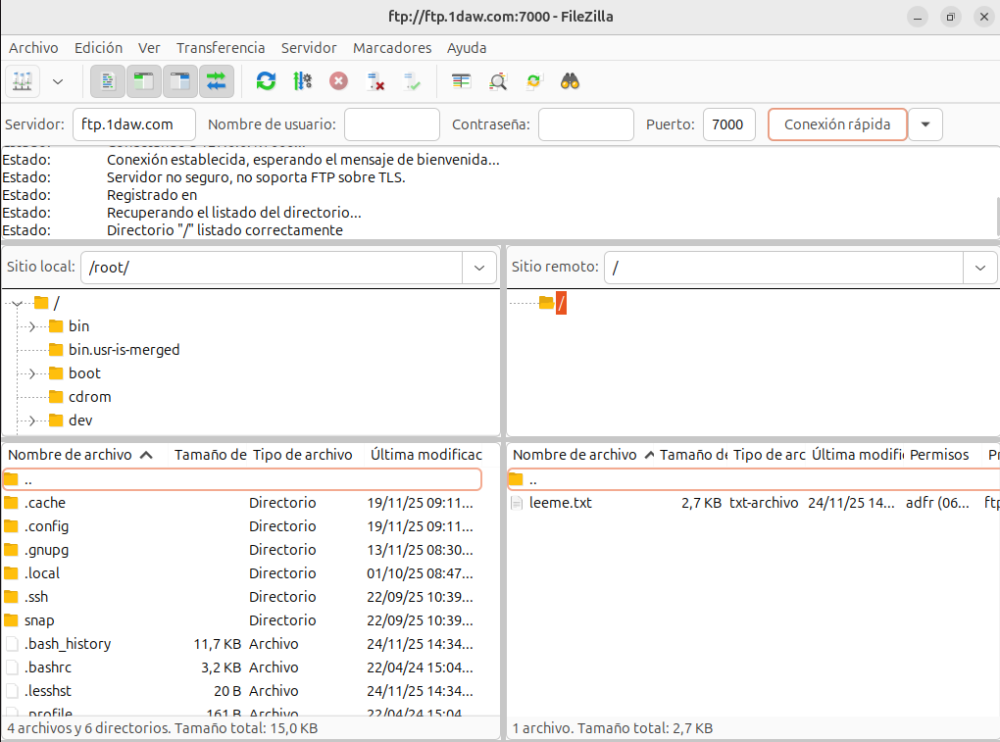 ftp://ftp.1daw.com:7000 - FileZilla
Archivo Edición Ver Transferencia Servidor Marcadores Ayuda
Servidor: ftp.1daw.com Nombre de usuario: Contraseña: Puerto: 7000 Conexión rápida
Estado: Conexión establecida, esperando el mensaje de bienvenida...
Estado: Servidor no seguro, no soporta FTP sobre TLS.
Estado: Registrado en
Estado: Recuperando el listado del directorio...
Estado: Directorio "/" listado correctamente
Sitio local: /root/
/
bin
bin.usr-is-merged
boot
cdrom
dev
Nombre de archivo Tamaño de Tipo de archivo Última modificac
..
.cache Directorio 19/11/25 09:11...
.config Directorio 19/11/25 09:11...
.gnupg Directorio 13/11/25 08:30...
.local Directorio 01/10/25 08:47...
.ssh Directorio 22/09/25 10:39...
snap Directorio 22/09/25 10:39...
.bash_history 11,7 KB Archivo 24/11/25 14:34...
.bashrc 3,2 KB Archivo 22/04/24 15:04...
.lesshst 20 B Archivo 24/11/25 14:34...
.profile 161 B Archivo 22/04/24 15:04...
4 archivos y 6 directorios. Tamaño total: 15,0 KB
Sitio remoto: /
/
Nombre de archivo Tamaño de Tipo de arc Última modifi Permisos
..
leeme.txt 2,7 KB txt-archivo 24/11/25 14... adfr (06... ftp
1 archivo. Tamaño total: 2,7 KB